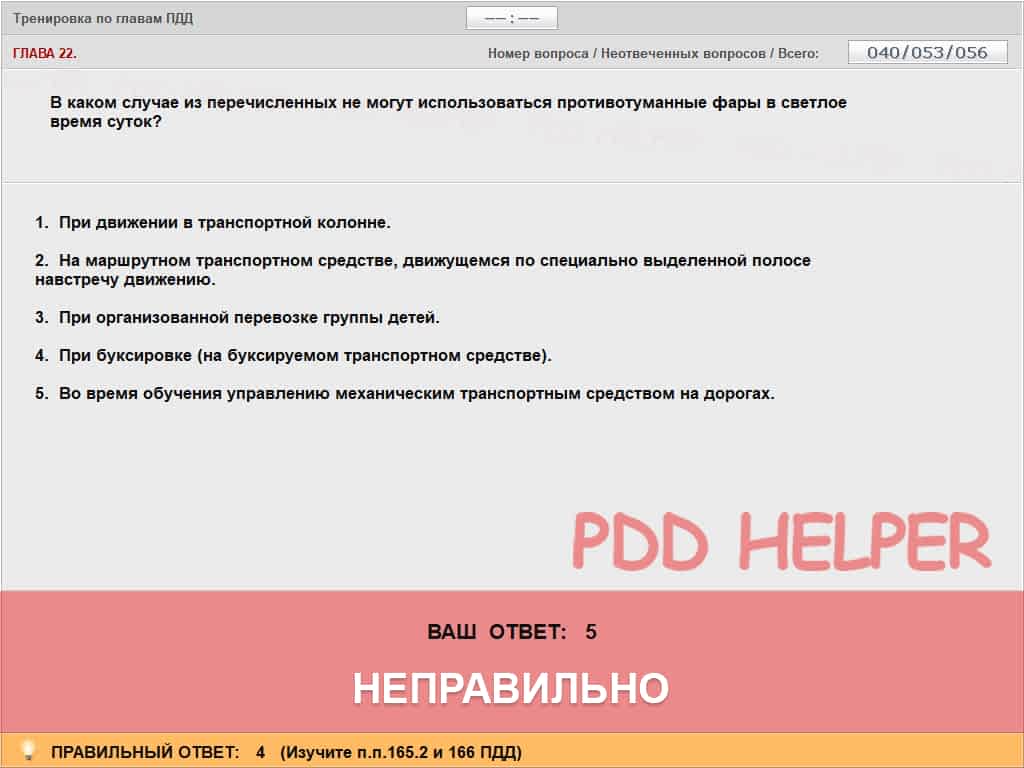 Тренировка по главам ПДД
—— : ——
ГЛАВА 22.
Номер вопроса / Неотвеченных вопросов / Всего:
040/053/056
В каком случае из перечисленных не могут использоваться противотуманные фары в светлое
время суток?
1. При движении в транспортной колонне.
2. На маршрутном транспортном средстве, движущемся по специально выделенной полосе
навстречу движению.
3. При организованной перевозке группы детей.
4. При буксировке (на буксируемом транспортном средстве).
5. Во время обучения управлению механическим транспортным средством на дорогах.
PDD HELPER
ВАШ ОТВЕТ: 5
НЕПРАВИЛЬНО
ПРАВИЛЬНЫЙ ОТВЕТ: 4 (Изучите п.п.165.2 и 166 ПДД)